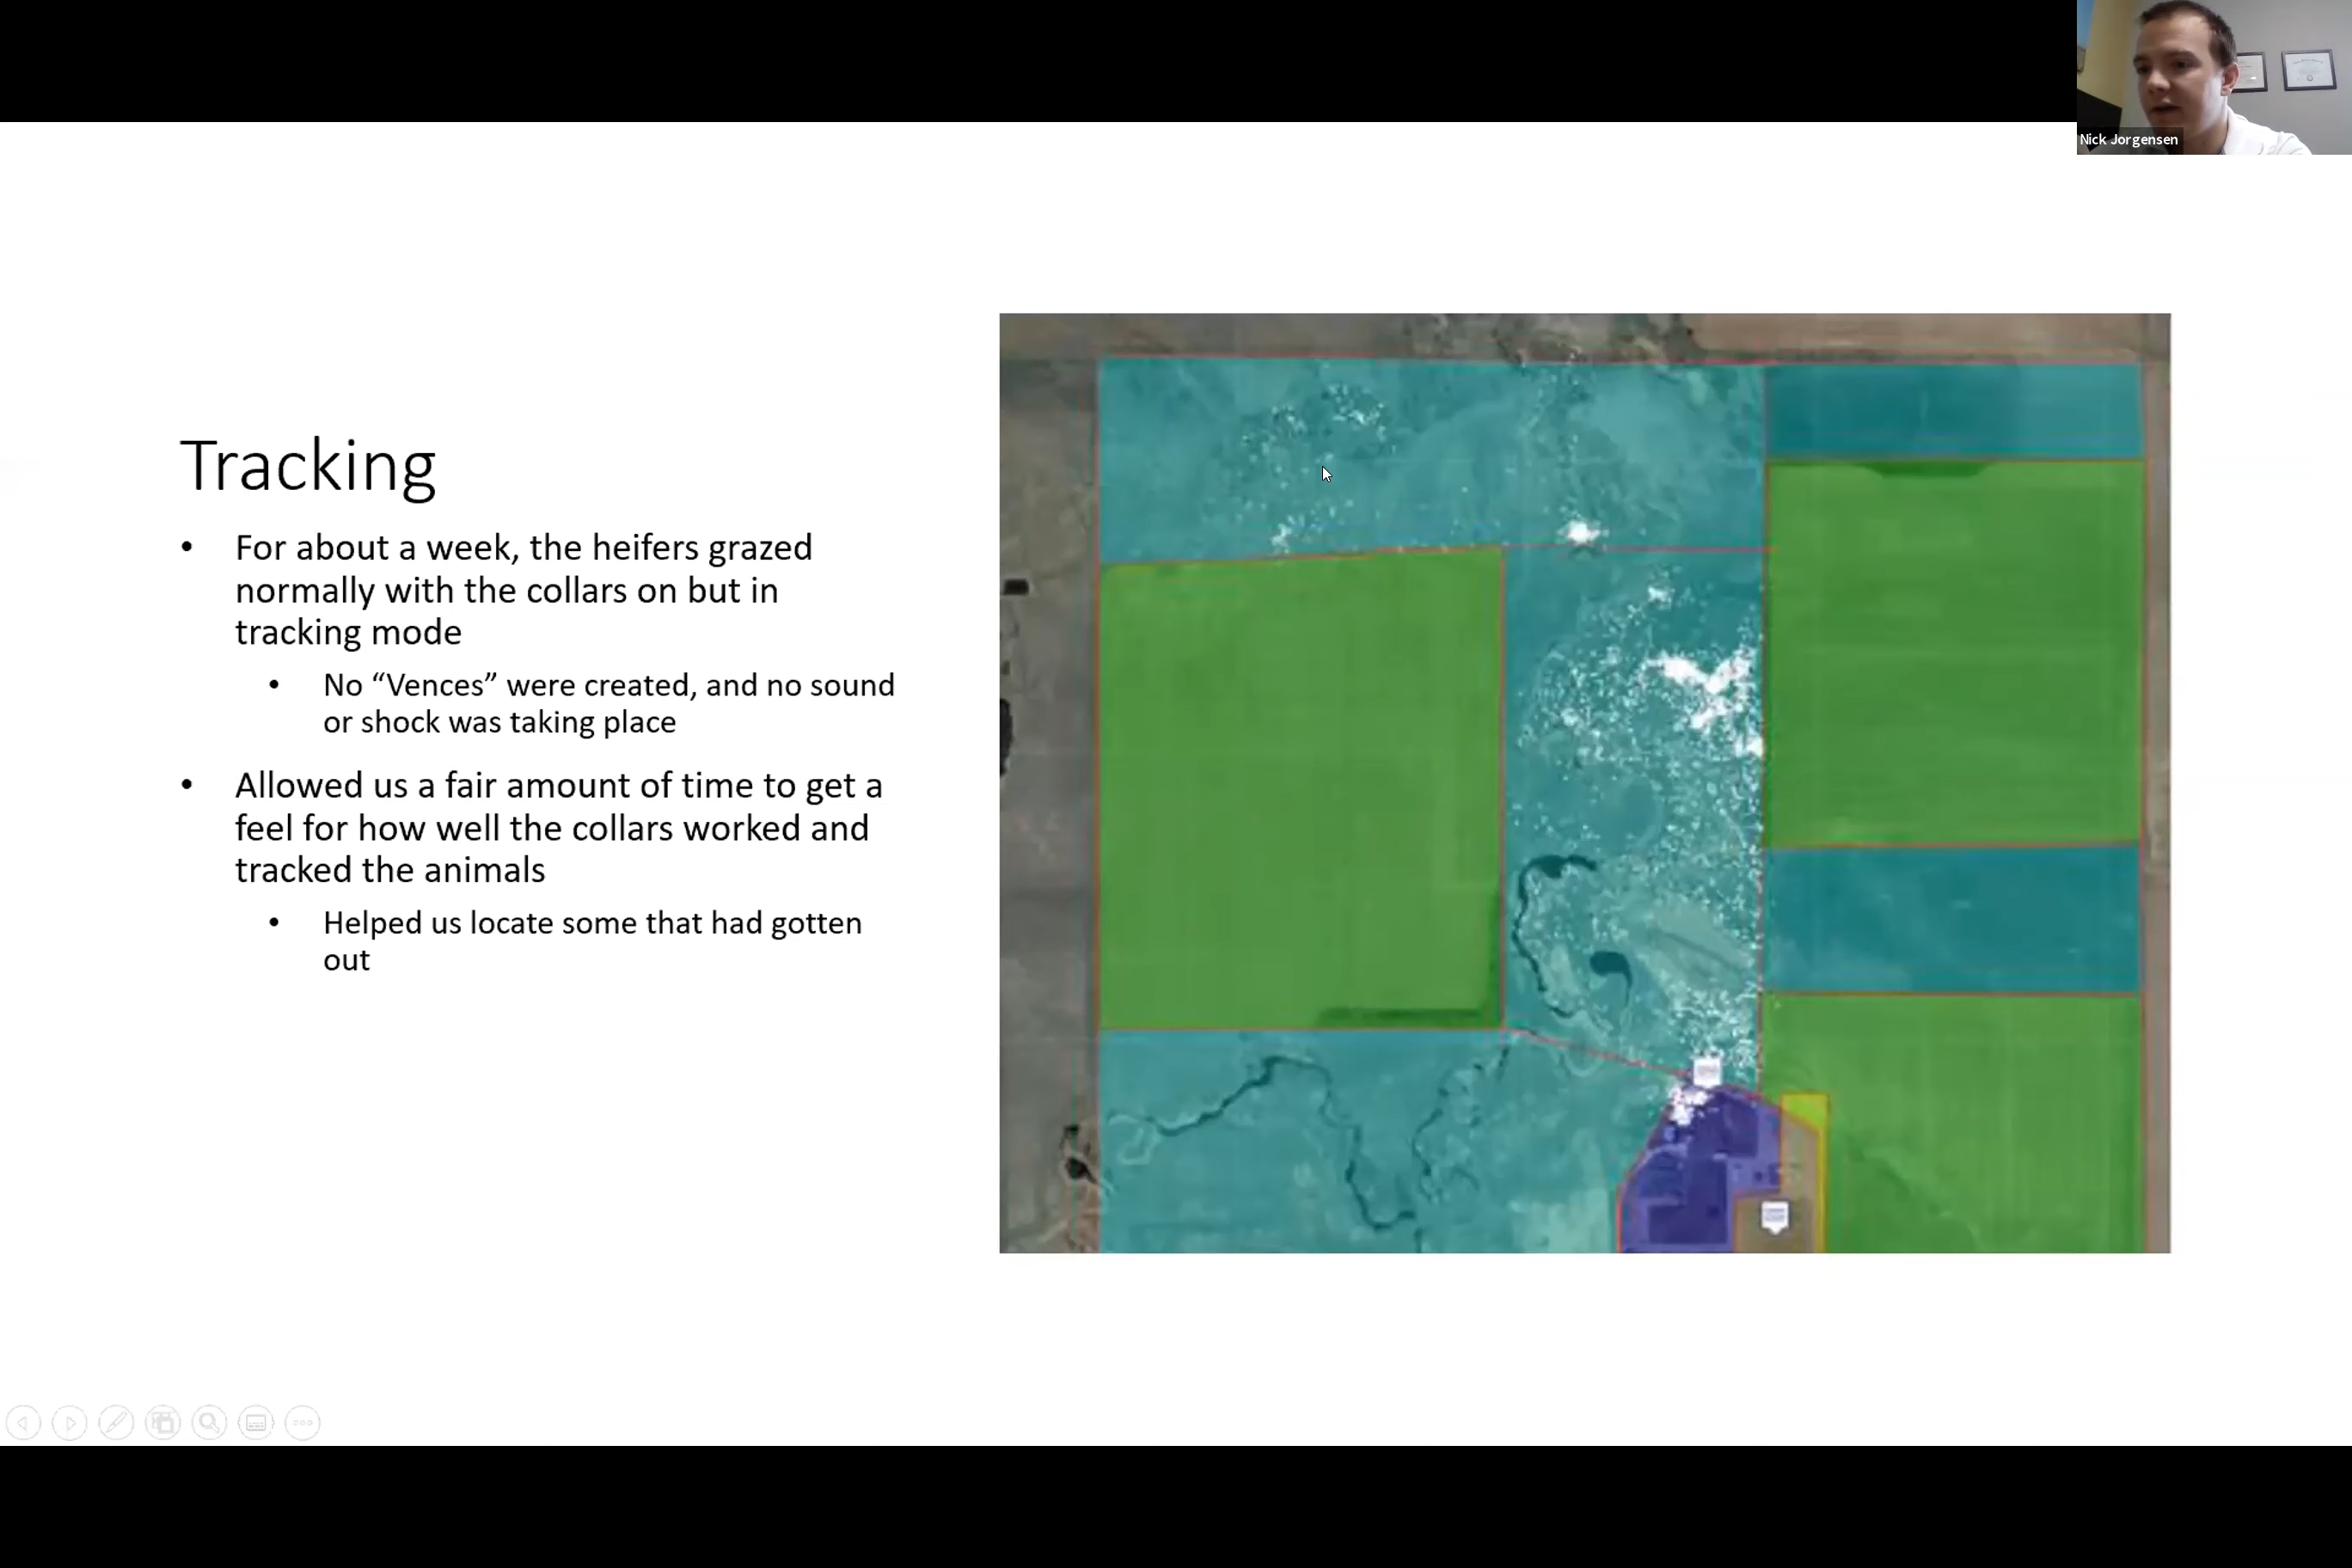 Nick Jorgensen
Tracking
• For about a week, the heifers grazed
normally with the collars on but in
tracking mode
• No “Vences” were created, and no sound
or shock was taking place
• Allowed us a fair amount of time to get a
feel for how well the collars worked and
tracked the animals
• Helped us locate some that had gotten
out